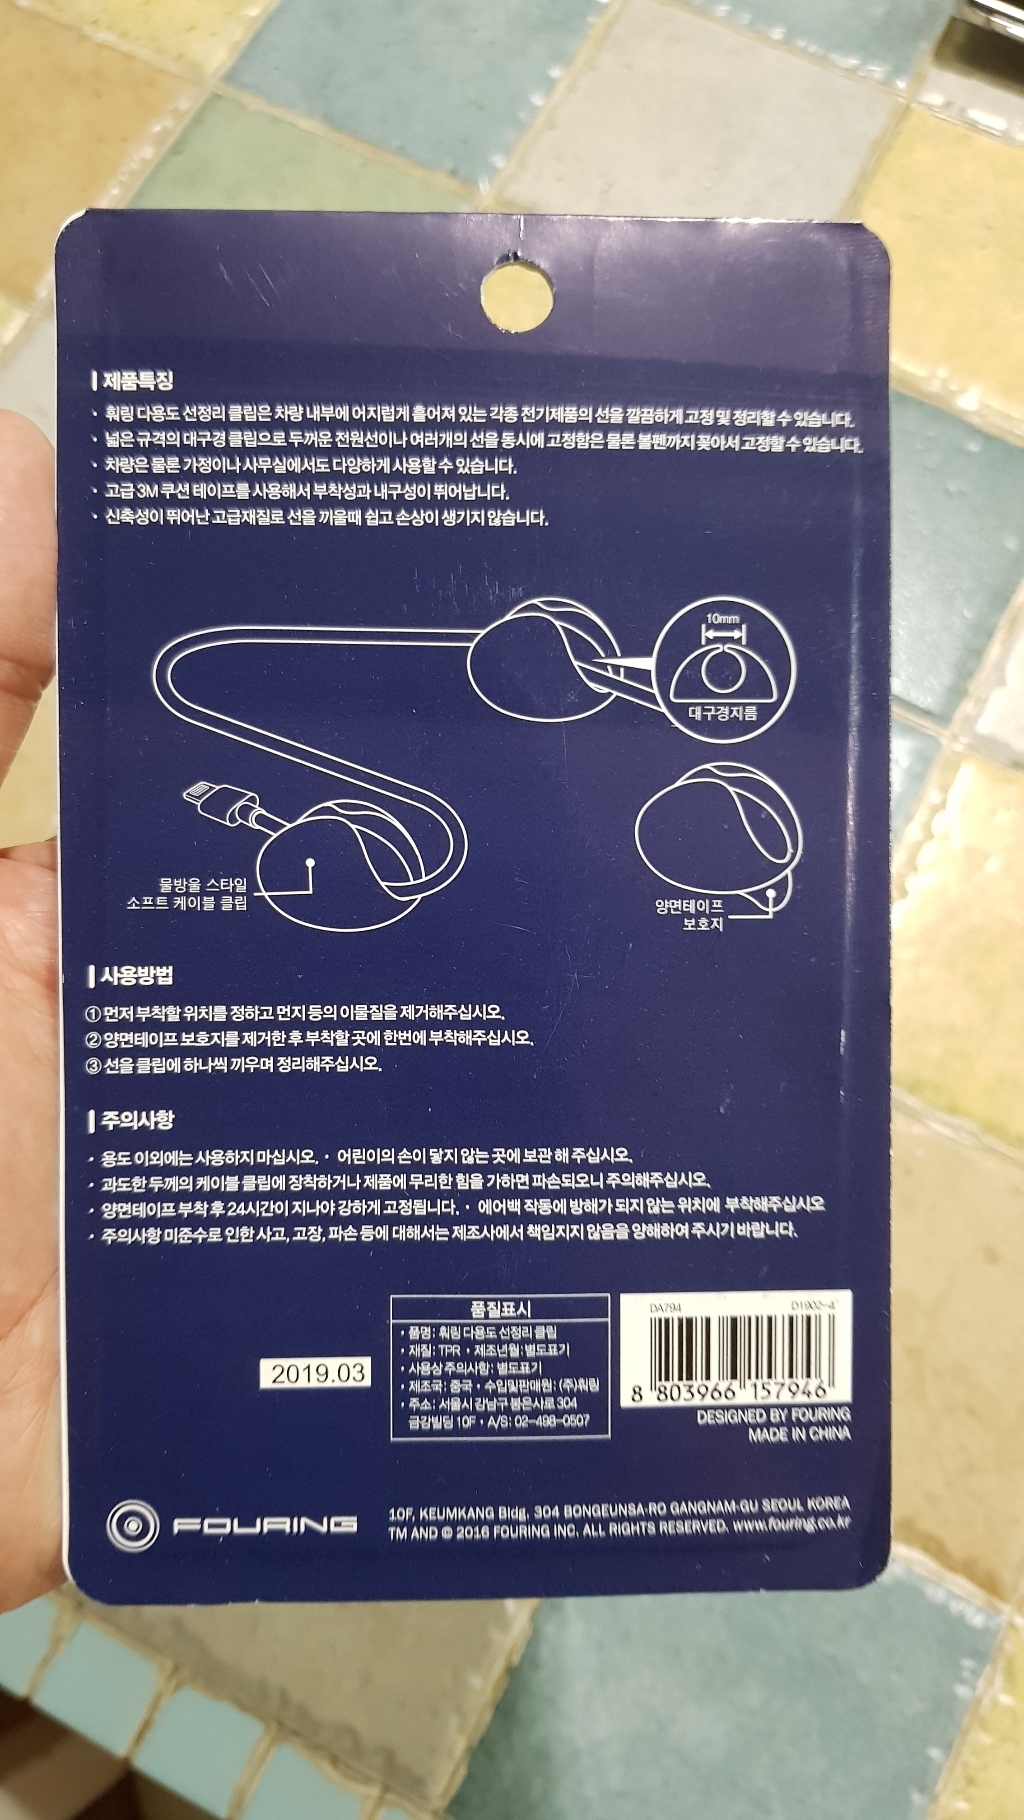 제품특징
· 훠링 다용도 선정리 클립은 차량 내부에 어지럽게 흩어져 있는 각종 전기제품의 선을 깔끔하게 고정 및 정리할 수 있습니다.
· 넓은 규격의 대구경 클립으로 두꺼운 전원선이나 여러개의 선을 동시에 고정함은 물론 볼펜까지 꽂아서 고정할 수 있습니다.
· 차량은 물론 가정이나 사무실에서도 다양하게 사용할 수 있습니다.
· 고급 3M 쿠션 테이프를 사용해서 부착성과 내구성이 뛰어납니다.
· 신축성이 뛰어난 고급재질로 선을 끼울때 쉽고 손상이 생기지 않습니다.
10mm
대구경지름
물방울 스타일
소프트 케이블 클립
양면테이프
보호지
사용방법
① 먼저 부착할 위치를 정하고 먼지 등의 이물질을 제거해주십시오.
② 양면테이프 보호지를 제거한 후 부착할 곳에 한번에 부착해주십시오.
③ 선을 클립에 하나씩 끼우며 정리해주십시오.
주의사항
· 용도 이외에는 사용하지 마십시오. · 어린이의 손이 닿지 않는 곳에 보관 해 주십시오.
· 과도한 두께의 케이블 클립에 장착하거나 제품에 무리한 힘을 가하면 파손되오니 주의해주십시오.
· 양면테이프 부착 후 24시간이 지나야 강하게 고정됩니다. · 에어백 작동에 방해가 되지 않는 위치에 부착해주십시오
· 주의사항 미준수로 인한 사고, 고장, 파손 등에 대해서는 제조사에서 책임지지 않음을 양해하여 주시기 바랍니다.
2019.03
품질표시
· 품명: 훠링 다용도 선정리 클립
· 재질: TPR · 제조년월: 별도표기
· 사용상 주의사항: 별도표기
· 제조국: 중국 · 수입및판매원: (주)훠링
· 주소: 서울시 강남구 봉은사로 304
금강빌딩 10F · A/S: 02-498-0507
DA794 D1902-4
8 803966 157946
DESIGNED BY FOURING
MADE IN CHINA
FOURING
10F, KEUMKANG Bldg, 304 BONGEUNSA-RO GANGNAM-GU SEOUL KOREA
TM AND © 2016 FOURING INC. ALL RIGHTS RESERVED. www.fouring.co.kr